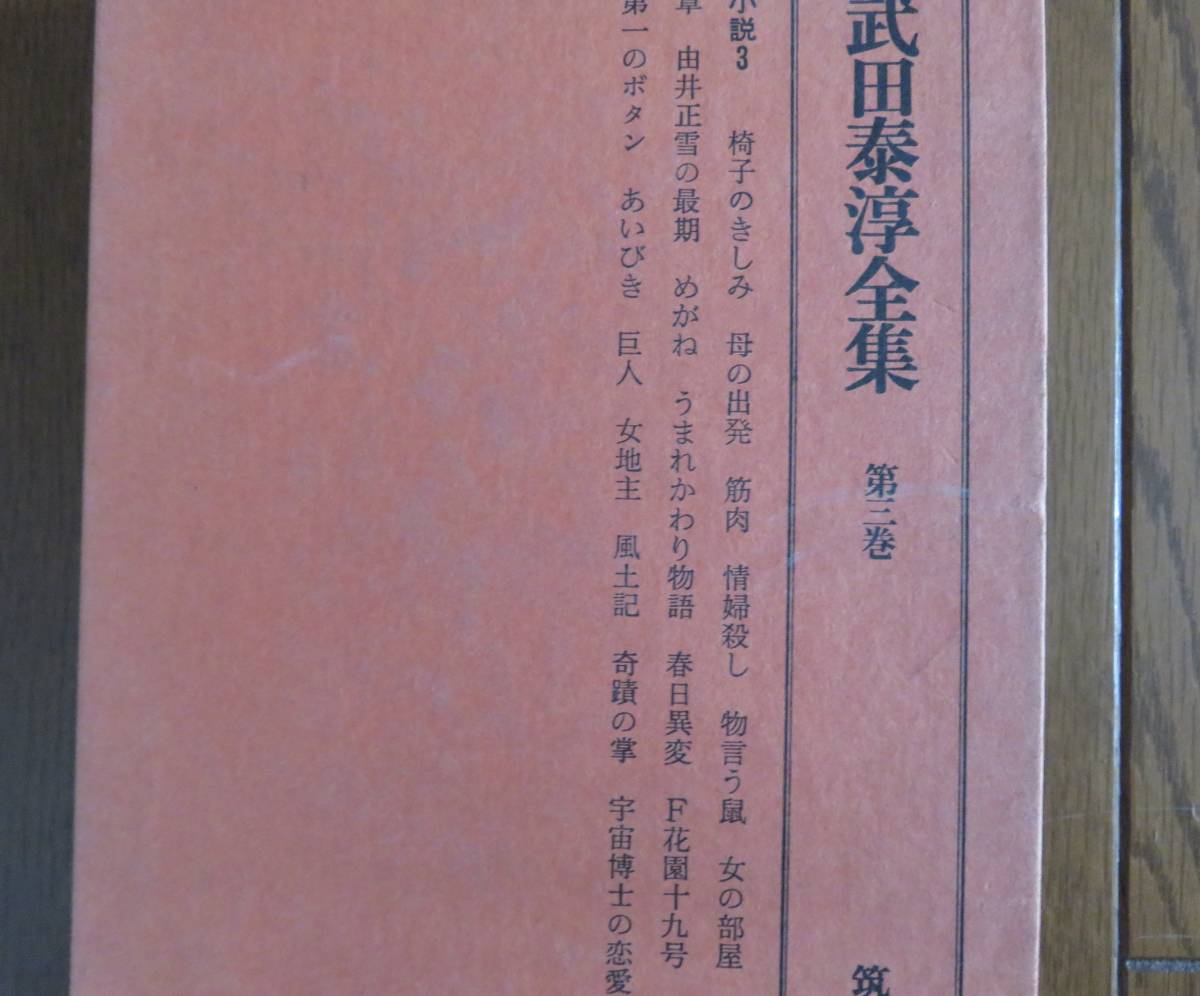 武田泰淳全集 第三巻 筑
小説3 椅子のきしみ 母の出発 筋肉 情婦殺し 物言う鼠 女の部屋
章 由井正雪の最期 めがね うまれかわり物語 春日異変 F花園十九号
第一のボタン あいびき 巨人 女地主 風土記 奇蹟の掌 宇宙博士の恋愛